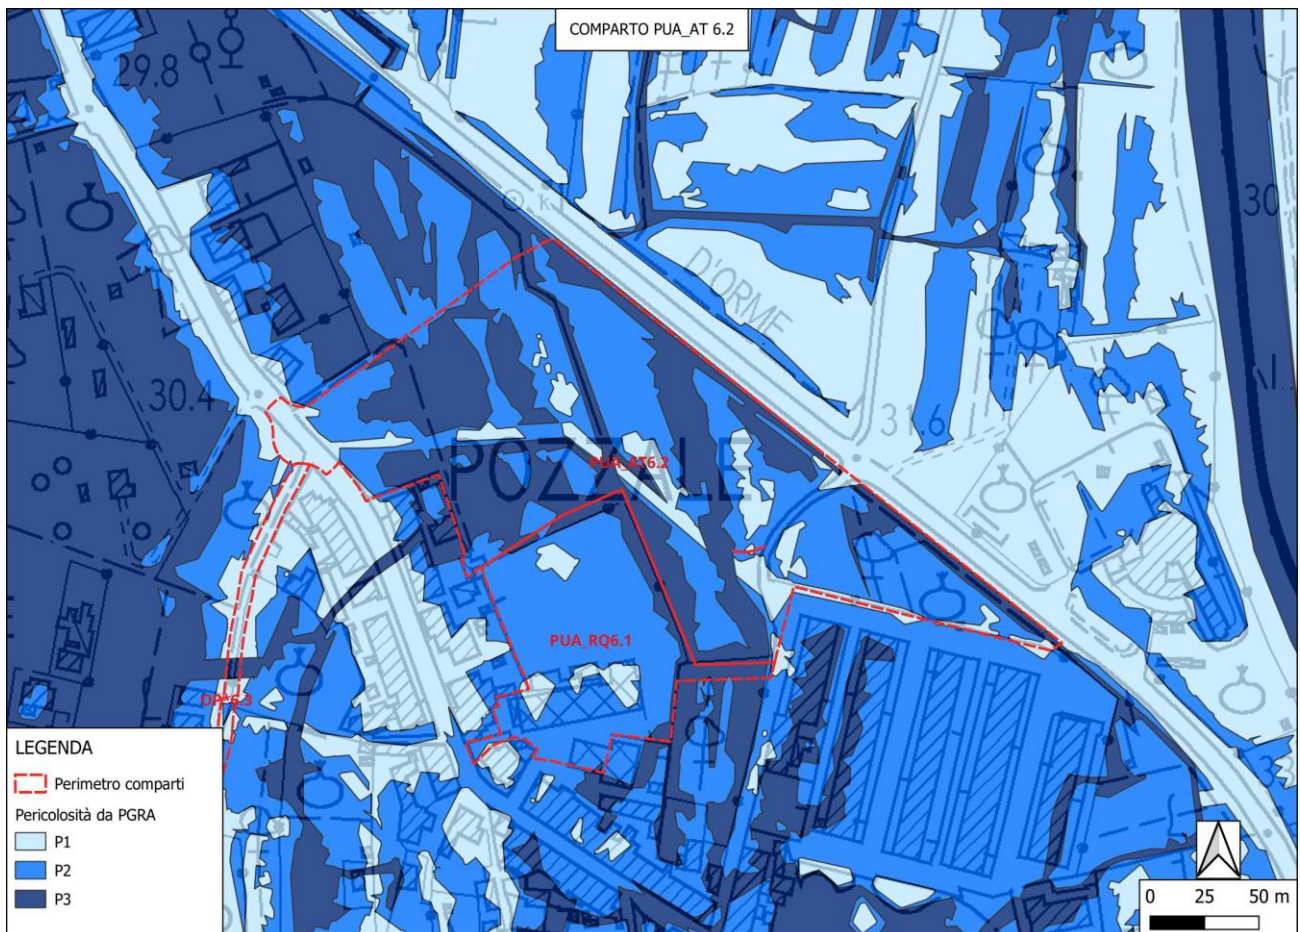 COMPARTO PUA_AT 6.2
29.8
D'ORME
30.
30.4
31.6
POZZALE
PUA_AT6.2
PUA_RQ6.1
LEGENDA
Perimetro comparti
Pericolosità da PGRA
P1
P2
P3
0 25 50 m